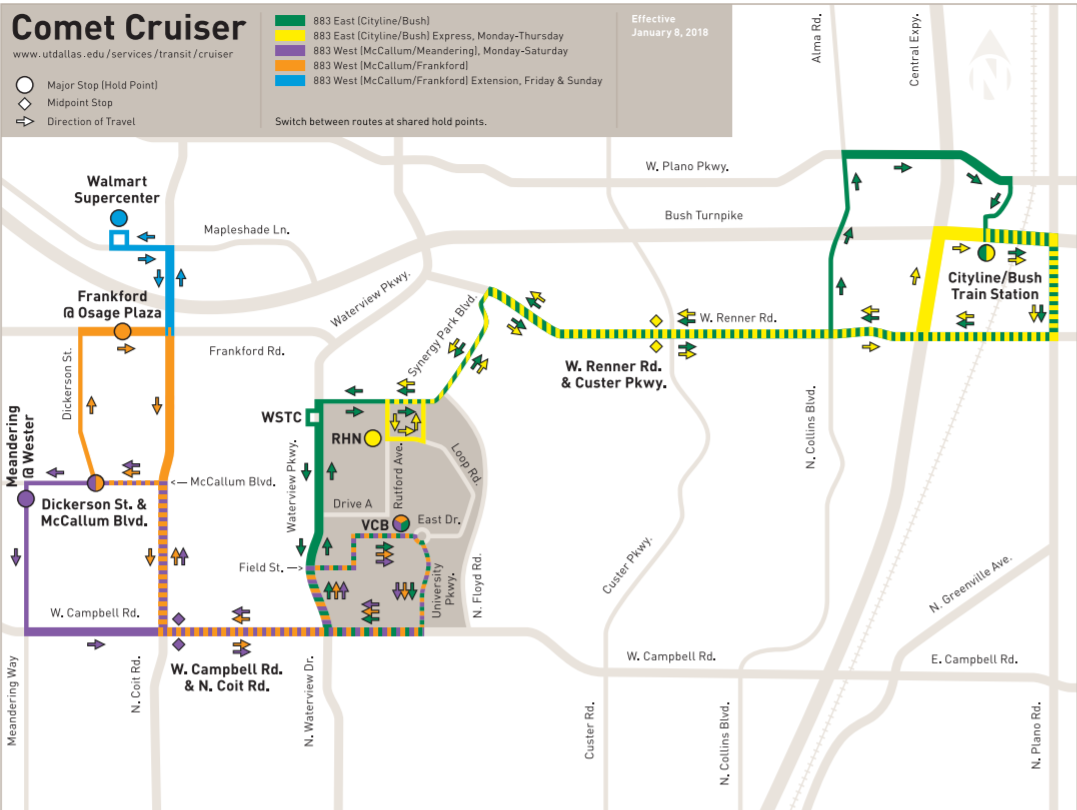 Comet Cruiser
www.utdallas.edu/services/transit/cruiser
Major Stop (Hold Point)
Midpoint Stop
Direction of Travel
883 East (Cityline/Bush)
883 East (Cityline/Bush) Express, Monday-Thursday
883 West (McCallum/Meandering), Monday-Saturday
883 West (McCallum/Frankford)
883 West (McCallum/Frankford) Extension, Friday & Sunday
Switch between routes at shared hold points.
Effective
January 8, 2018
Alma Rd.
Central Expy.
N
W. Plano Pkwy.
Walmart
Supercenter
Bush Turnpike
Mapleshade Ln.
Cityline/Bush
Train Station
Frankford
@ Osage Plaza
Waterview Pkwy.
Synergy Park Blvd.
W. Renner Rd.
Frankford Rd.
W. Renner Rd.
& Custer Pkwy.
Dickerson St.
Meandering
@ Wester
WSTC
RHN
N. Collins Blvd.
Waterview Pkwy.
Rutford Ave.
Loop Rd.
McCallum Blvd.
Dickerson St. &
McCallum Blvd.
Drive A
VCB
East Dr.
Field St.
University
Pkwy.
N. Floyd Rd.
Custer Pkwy.
N. Greenville Ave.
W. Campbell Rd.
W. Campbell Rd.
& N. Coit Rd.
W. Campbell Rd.
E. Campbell Rd.
Meandering Way
N. Coit Rd.
N. Waterview Dr.
Custer Rd.
N. Collins Blvd.
N. Plano Rd.